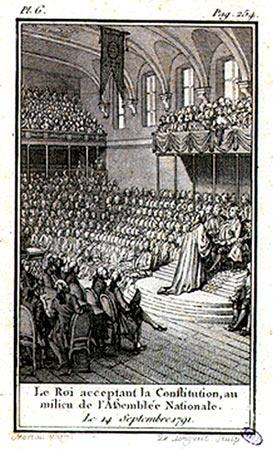 Pl. 6.
Pag. 254.
Le Roi acceptant la Constitution, au
milieu de l'Assemblée Nationale.
Le 14 Septembre 1791.